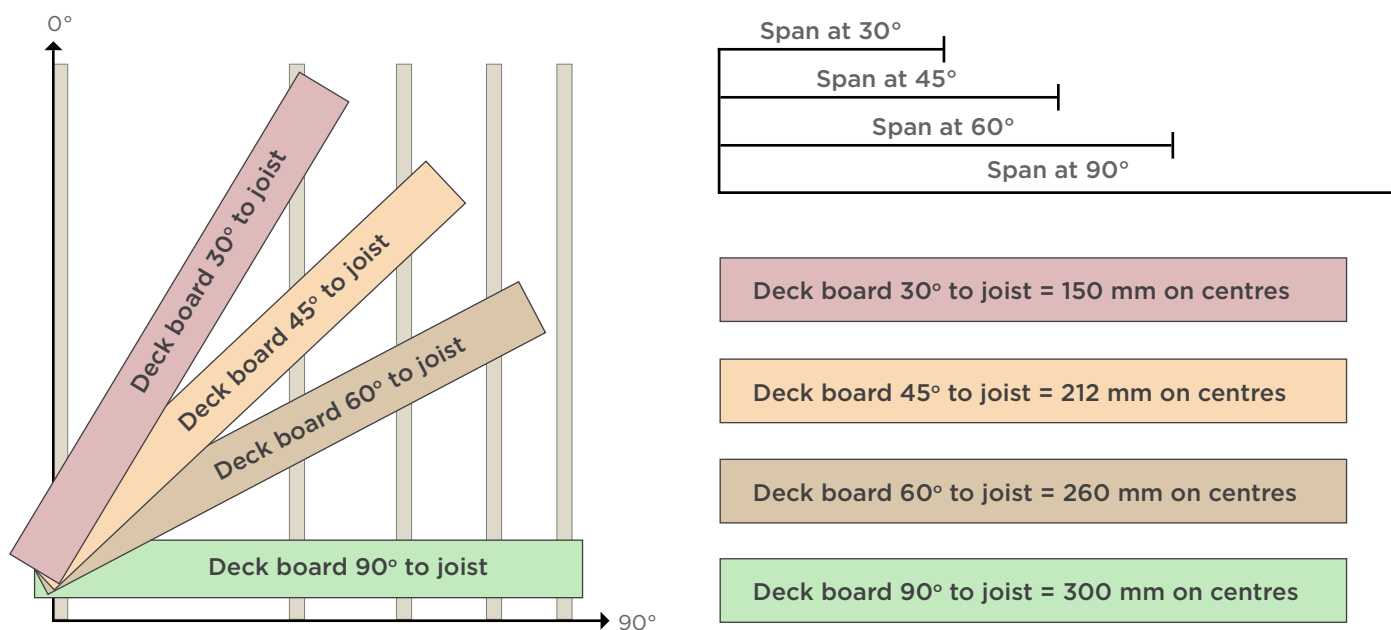 0°
Deck board 30° to joist
Deck board 45° to joist
Deck board 60° to joist
Deck board 90° to joist
90°
Span at 30°
Span at 45°
Span at 60°
Span at 90°
Deck board 30° to joist = 150 mm on centres
Deck board 45° to joist = 212 mm on centres
Deck board 60° to joist = 260 mm on centres
Deck board 90° to joist = 300 mm on centres